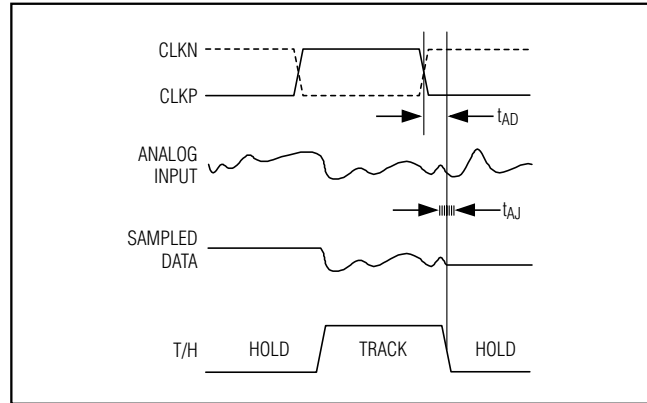 CLKN
CLKP
tAD
ANALOG
INPUT
tAJ
SAMPLED
DATA
T/H
HOLD
TRACK
HOLD